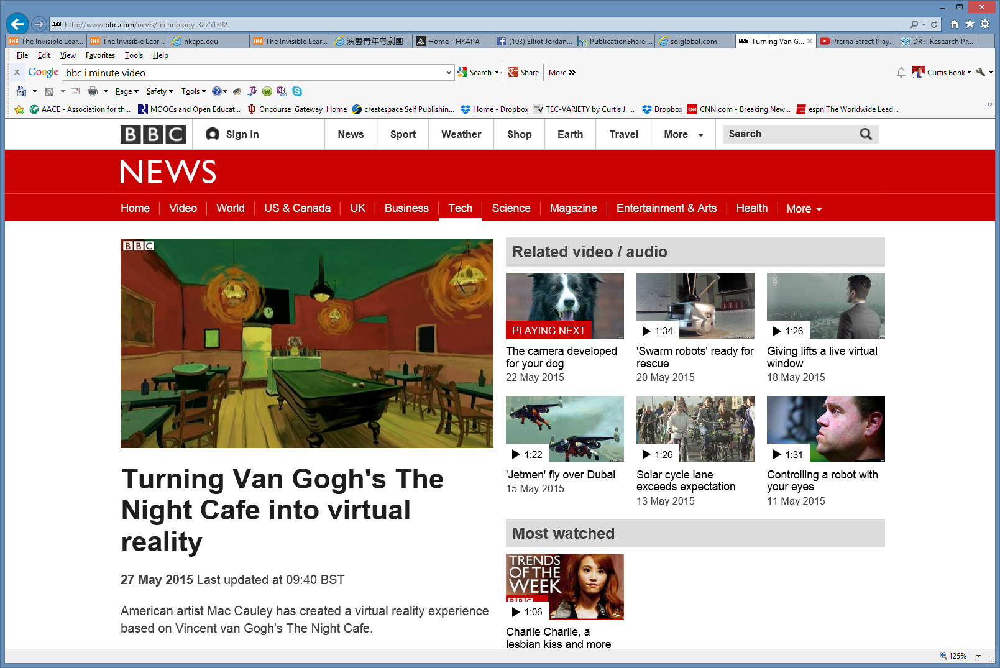 http://www.bbc.com/news/technology-32751392
IHE The Invisible Lear...
IHE The Invisible Lear...
hkapa.edu
IHE The Invisible Lear...
演藝青年粵劇團 ...
Home - HKAPA
(103) Elliot Jordan...
PublicationShare ...
sdlglobal.com
BBC Turning Van G...
Prerna Street Play...
DR :: Research Pr...
File Edit View Favorites Tools Help
x Google bbc i minute video Search Share More »
Curtis Bonk
Page Safety Tools
AACE - Association for th...
MOOCs and Open Educat...
Oncourse Gateway Home
createspace Self Publishin...
Home - Dropbox
TV TEC-VARIETY by Curtis J. ...
Dropbox
CNN CNN.com - Breaking New...
espn The Worldwide Lead...
BBC Sign in News Sport Weather Shop Earth Travel More Search
NEWS
Home Video World US & Canada UK Business Tech Science Magazine Entertainment & Arts Health More
BBC
Turning Van Gogh's The
Night Cafe into virtual
reality
27 May 2015 Last updated at 09:40 BST
American artist Mac Cauley has created a virtual reality experience
based on Vincent van Gogh's The Night Cafe.
Related video / audio
PLAYING NEXT
The camera developed
for your dog
22 May 2015
1:34
'Swarm robots' ready for
rescue
20 May 2015
1:26
Giving lifts a live virtual
window
18 May 2015
1:22
'Jetmen' fly over Dubai
15 May 2015
1:26
Solar cycle lane
exceeds expectation
13 May 2015
1:31
Controlling a robot with
your eyes
11 May 2015
Most watched
TRENDS
OF THE
WEEK
BBC
1:06
Charlie Charlie, a
lesbian kiss and more
125%